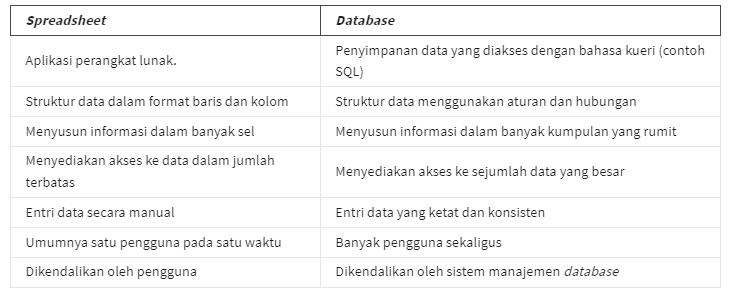 Spreadsheet Database
Aplikasi perangkat lunak. Penyimpanan data yang diakses dengan bahasa kueri (contoh
SQL)
Struktur data dalam format baris dan kolom Struktur data menggunakan aturan dan hubungan
Menyusun informasi dalam banyak sel Menyusun informasi dalam banyak kumpulan yang rumit
Menyediakan akses ke data dalam jumlah
terbatas Menyediakan akses ke sejumlah data yang besar
Entri data secara manual Entri data yang ketat dan konsisten
Umumnya satu pengguna pada satu waktu Banyak pengguna sekaligus
Dikendalikan oleh pengguna Dikendalikan oleh sistem manajemen database